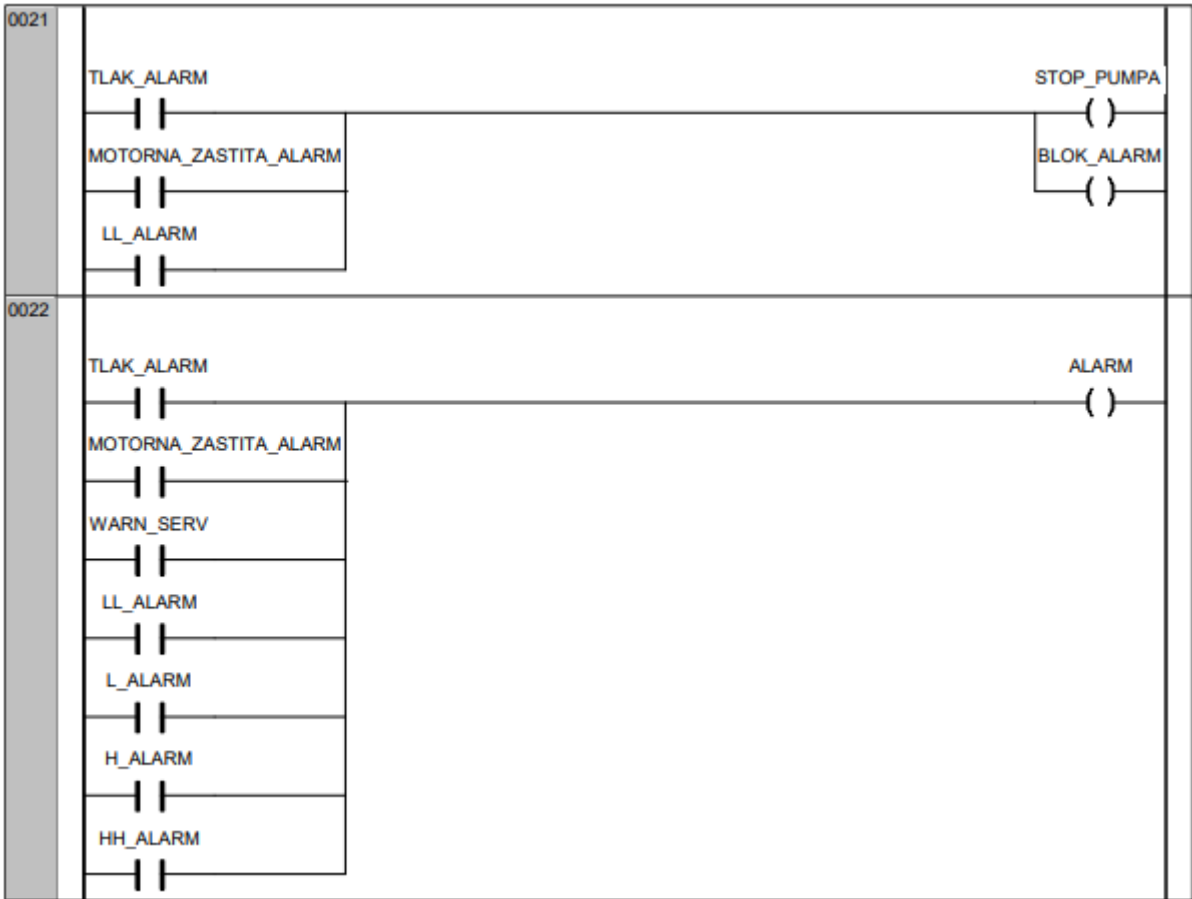 0021
TLAK_ALARM
STOP_PUMPA
MOTORNA_ZASTITA_ALARM
BLOK_ALARM
LL_ALARM
0022
TLAK_ALARM
ALARM
MOTORNA_ZASTITA_ALARM
WARN_SERV
LL_ALARM
L_ALARM
H_ALARM
HH_ALARM